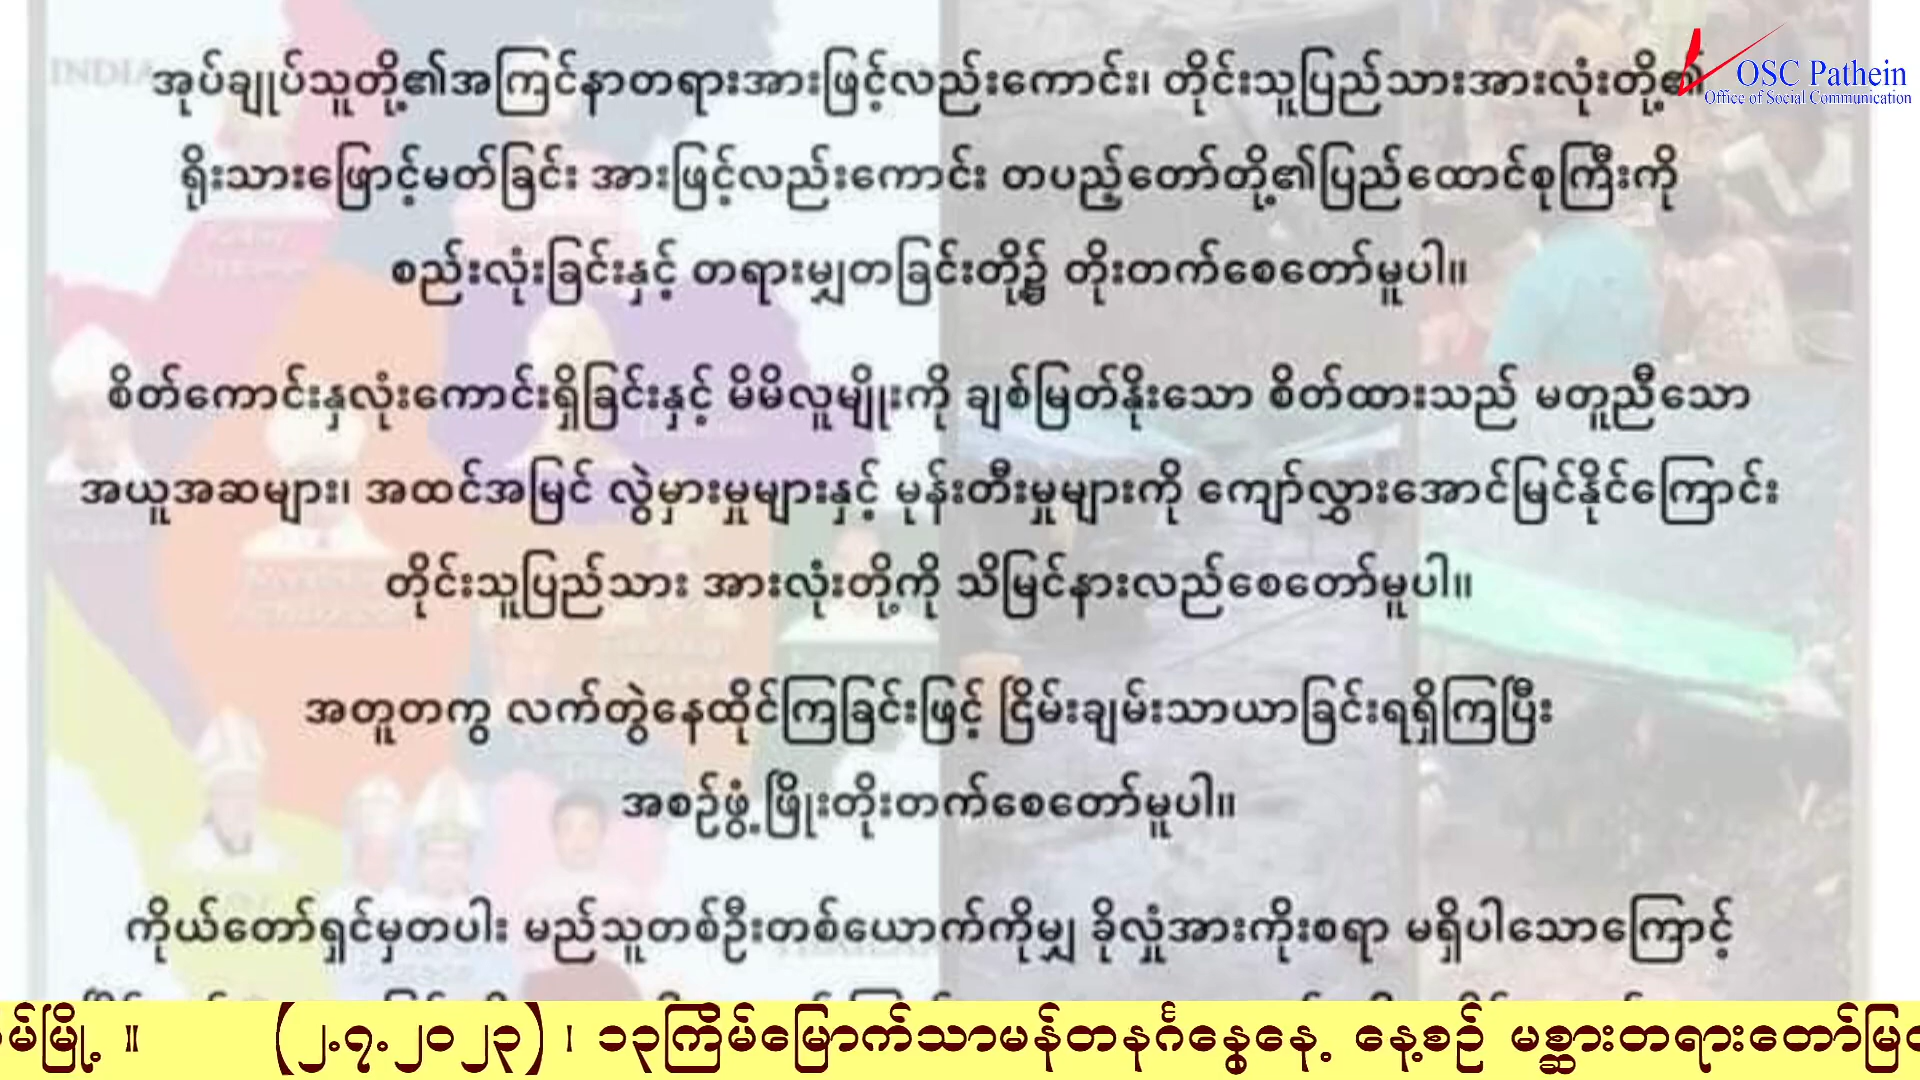 INDIA
OSC Pathein
Office of Social Communication
အုပ်ချုပ်သူတို့၏အကြင်နာတရားအားဖြင့်လည်းကောင်း၊ တိုင်းသူပြည်သားအားလုံးတို့၏
ရိုးသားဖြောင့်မတ်ခြင်း အားဖြင့်လည်းကောင်း တပည့်တော်တို့၏ပြည်ထောင်စုကြီးကို
စည်းလုံးခြင်းနှင့် တရားမျှတခြင်းတို့၌ တိုးတက်စေတော်မူပါ။
စိတ်ကောင်းနှလုံးကောင်းရှိခြင်းနှင့် မိမိလူမျိုးကို ချစ်မြတ်နိုးသော စိတ်ထားသည် မတူညီသော
အယူအဆများ၊ အထင်အမြင် လွဲမှားမှုများနှင့် မုန်းတီးမှုများကို ကျော်လွှားအောင်မြင်နိုင်ကြောင်း
တိုင်းသူပြည်သား အားလုံးတို့ကို သိမြင်နားလည်စေတော်မူပါ။
အတူတကွ လက်တွဲနေထိုင်ကြခြင်းဖြင့် ငြိမ်းချမ်းသာယာခြင်းရရှိကြပြီး
အစဉ်ဖွံ့ဖြိုးတိုးတက်စေတော်မူပါ။
ကိုယ်တော်ရှင်မှတပါး မည်သူတစ်ဦးတစ်ယောက်ကိုမျှ ခိုလှုံအားကိုးစရာ မရှိပါသောကြောင့်
မ်မြို့ ။ (၂.၇.၂၀၂၃) ၊ ၁၃ကြိမ်မြောက်သာမန်တနင်္ဂနွေနေ့ နေ့စဉ် မစ္ဆားတရားတော်မြ